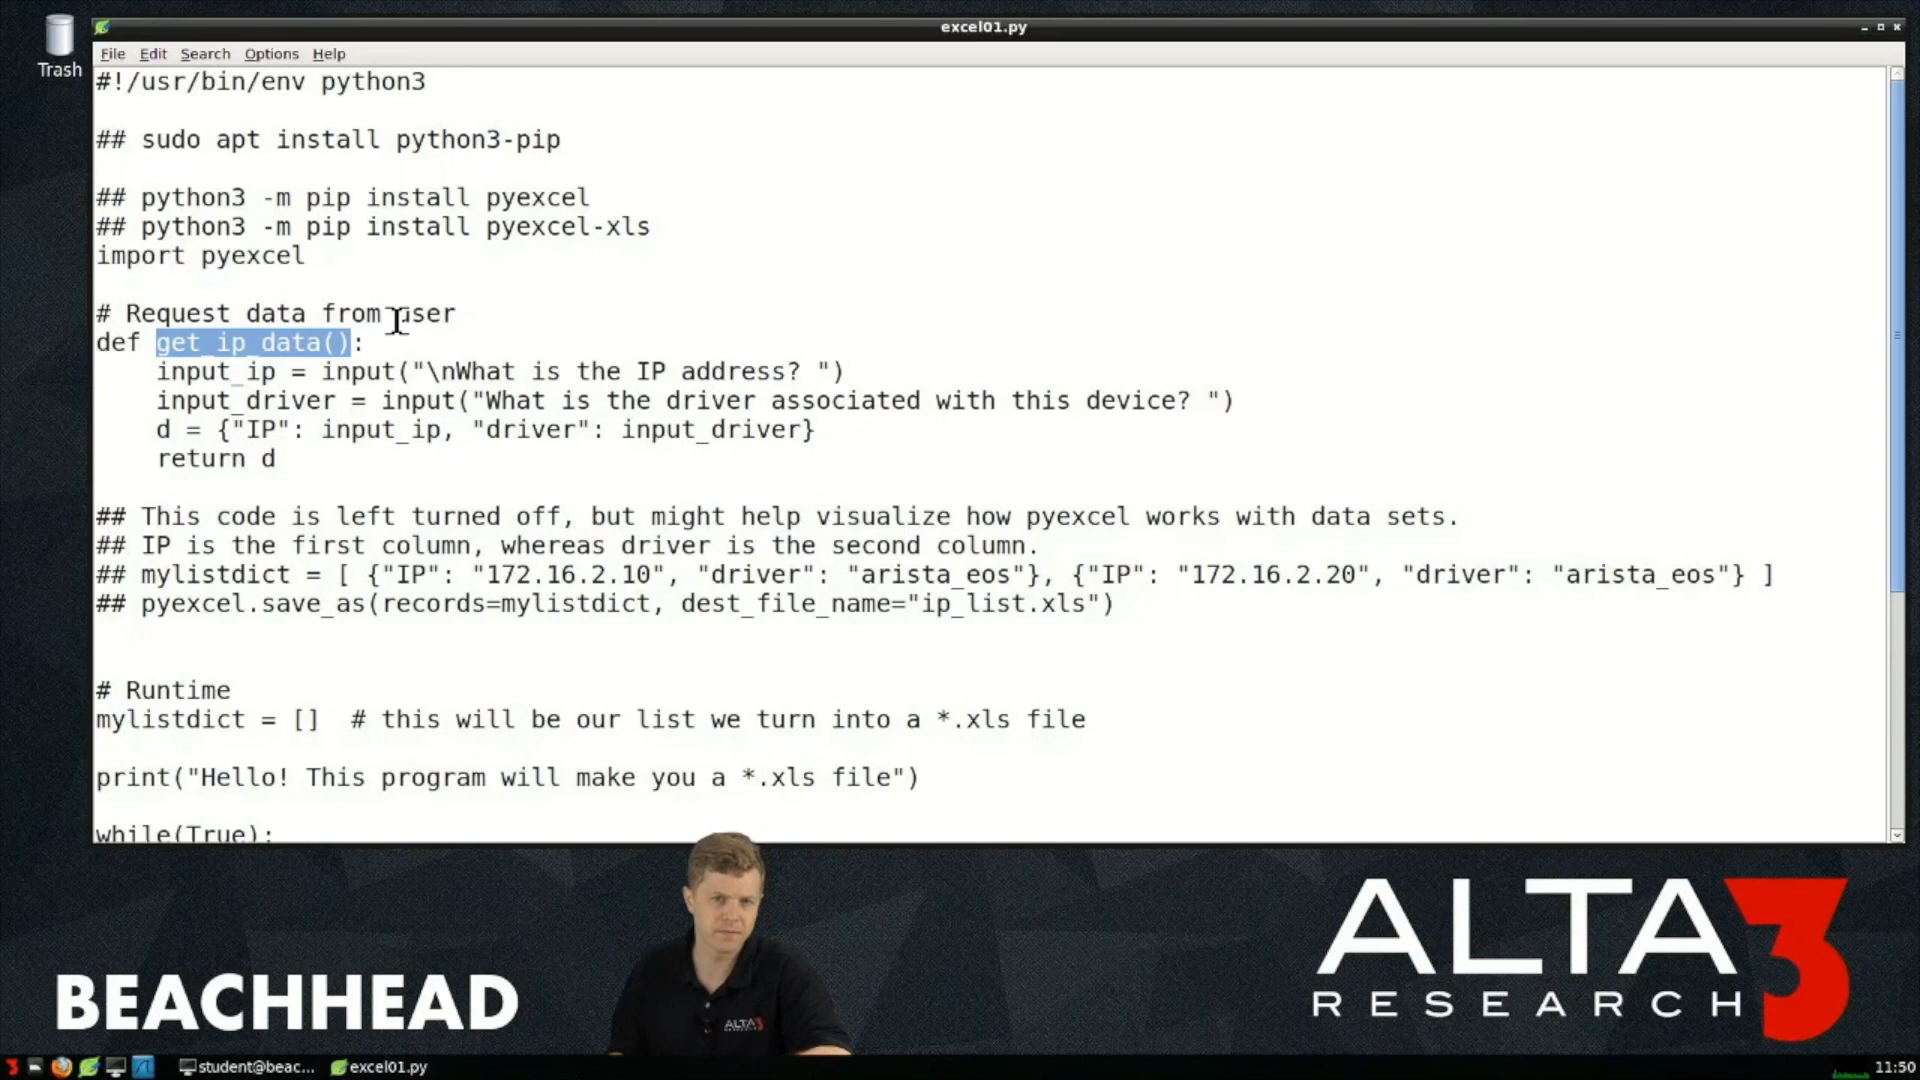 Trash
excel01.py
File Edit Search Options Help
#!/usr/bin/env python3
## sudo apt install python3-pip
## python3 -m pip install pyexcel
## python3 -m pip install pyexcel-xls
import pyexcel
# Request data from user
def get_ip_data():
input_ip = input("\nWhat is the IP address? ")
input_driver = input("What is the driver associated with this device? ")
d = {"IP": input_ip, "driver": input_driver}
return d
## This code is left turned off, but might help visualize how pyexcel works with data sets.
## IP is the first column, whereas driver is the second column.
## mylistdict = [ {"IP": "172.16.2.10", "driver": "arista_eos"}, {"IP": "172.16.2.20", "driver": "arista_eos"} ]
## pyexcel.save_as(records=mylistdict, dest_file_name="ip_list.xls")
# Runtime
mylistdict = []  # this will be our list we turn into a *.xls file
print("Hello! This program will make you a *.xls file")
while(True):
BEACHHEAD
ALTA3
ALTA3
RESEARCH
student@beac... excel01.py 11:50